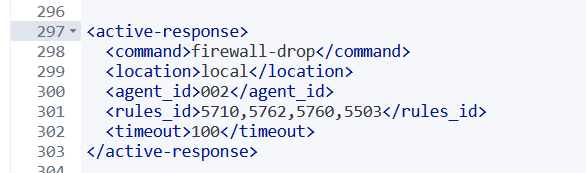 296
297 <active-response>
298 <command>firewall-drop</command>
299 <location>local</location>
300 <agent_id>002</agent_id>
301 <rules_id>5710,5762,5760,5503</rules_id>
302 <timeout>100</timeout>
303 </active-response>
304